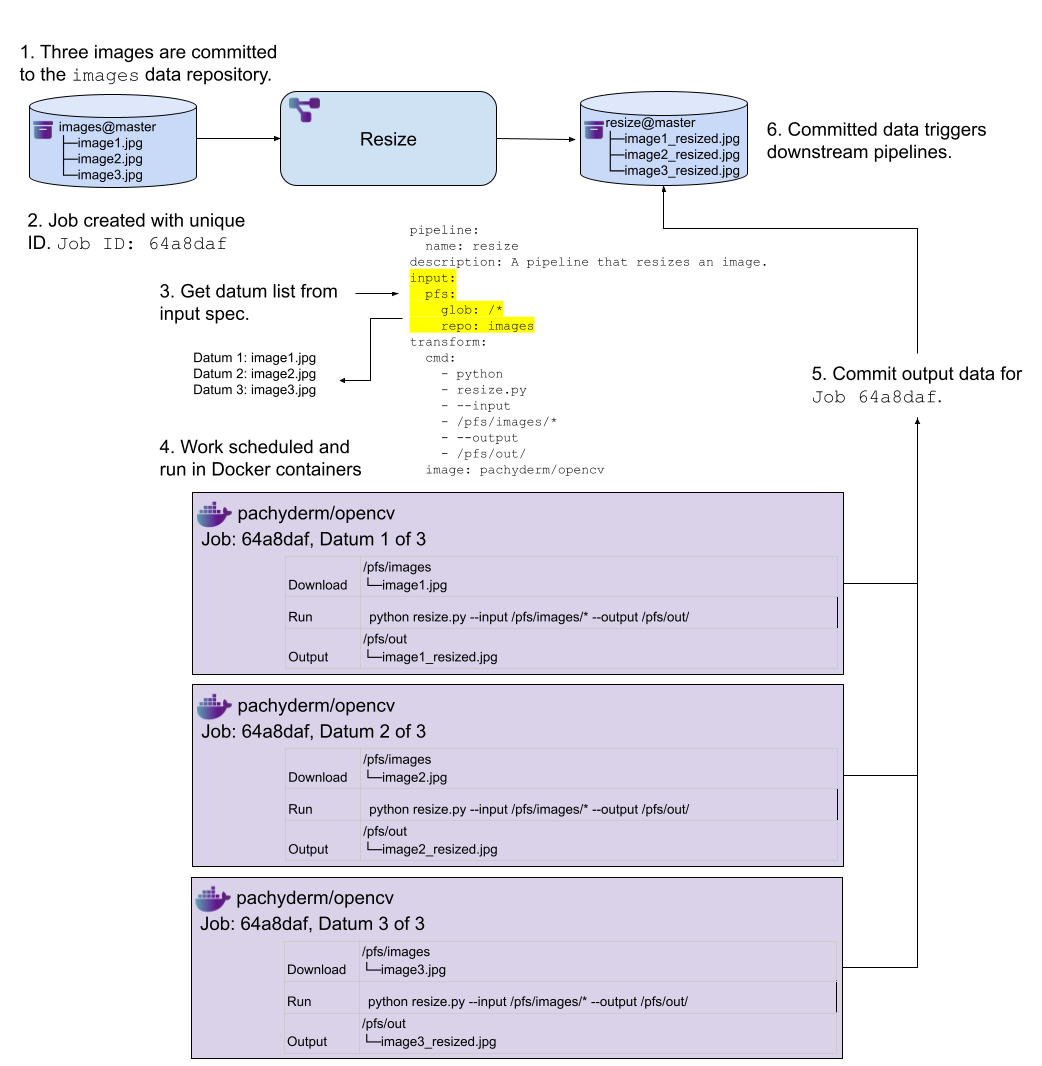 1. Three images are committed
to the images data repository.
images@master
image1.jpg
image2.jpg
image3.jpg
Resize
resize@master
image1_resized.jpg
image2_resized.jpg
image3_resized.jpg
6. Committed data triggers
downstream pipelines.
2. Job created with unique
ID. Job ID: 64a8daf
pipeline:
  name: resize
description: A pipeline that resizes an image.
input:
  pfs:
    glob: /*
    repo: images
transform:
  cmd:
    - python
    - resize.py
    - --input
    - /pfs/images/*
    - --output
    - /pfs/out/
  image: pachyderm/opencv
3. Get datum list from
input spec.
Datum 1: image1.jpg
Datum 2: image2.jpg
Datum 3: image3.jpg
5. Commit output data for
Job 64a8daf.
4. Work scheduled and
run in Docker containers
pachyderm/opencv
Job: 64a8daf, Datum 1 of 3
/pfs/images
Download image1.jpg
Run python resize.py --input /pfs/images/* --output /pfs/out/
/pfs/out
Output image1_resized.jpg
pachyderm/opencv
Job: 64a8daf, Datum 2 of 3
/pfs/images
Download image2.jpg
Run python resize.py --input /pfs/images/* --output /pfs/out/
/pfs/out
Output image2_resized.jpg
pachyderm/opencv
Job: 64a8daf, Datum 3 of 3
/pfs/images
Download image3.jpg
Run python resize.py --input /pfs/images/* --output /pfs/out/
/pfs/out
Output image3_resized.jpg